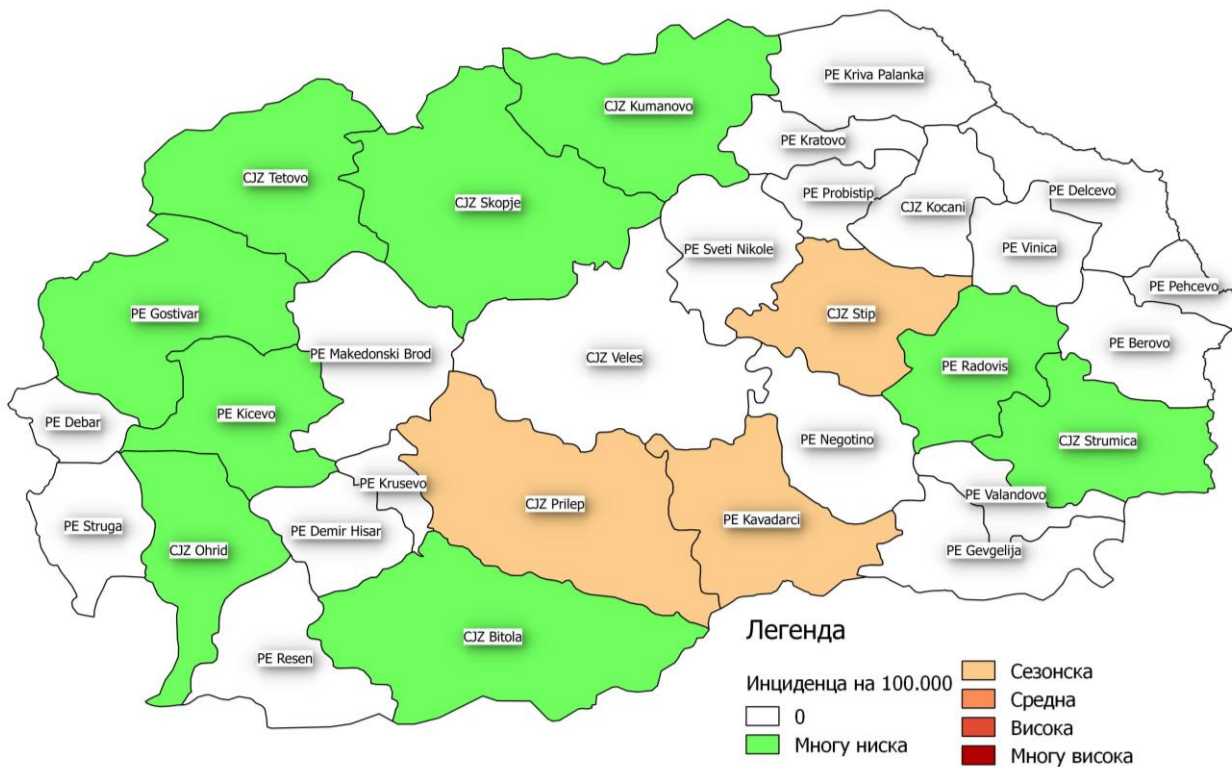 PE Kriva Palanka
CJZ Kumanovo
PE Kratovo
CJZ Tetovo
PE Probistip
PE Delcevo
CJZ Skopje
CJZ Kocani
PE Sveti Nikole
PE Vinica
PE Pehcevo
PE Gostivar
CJZ Stip
PE Berovo
PE Makedonski Brod
CJZ Veles
PE Radovis
PE Kicevo
PE Debar
PE Negotino
CJZ Strumica
PE Krusevo
PE Valandovo
CJZ Prilep
PE Kavadarci
PE Struga
PE Demir Hisar
CJZ Ohrid
PE Gevgelija
CJZ Bitola
PE Resen
Легенда
Инциденца на 100.000
0
Многу ниска
Сезонска
Средна
Висока
Многу висока